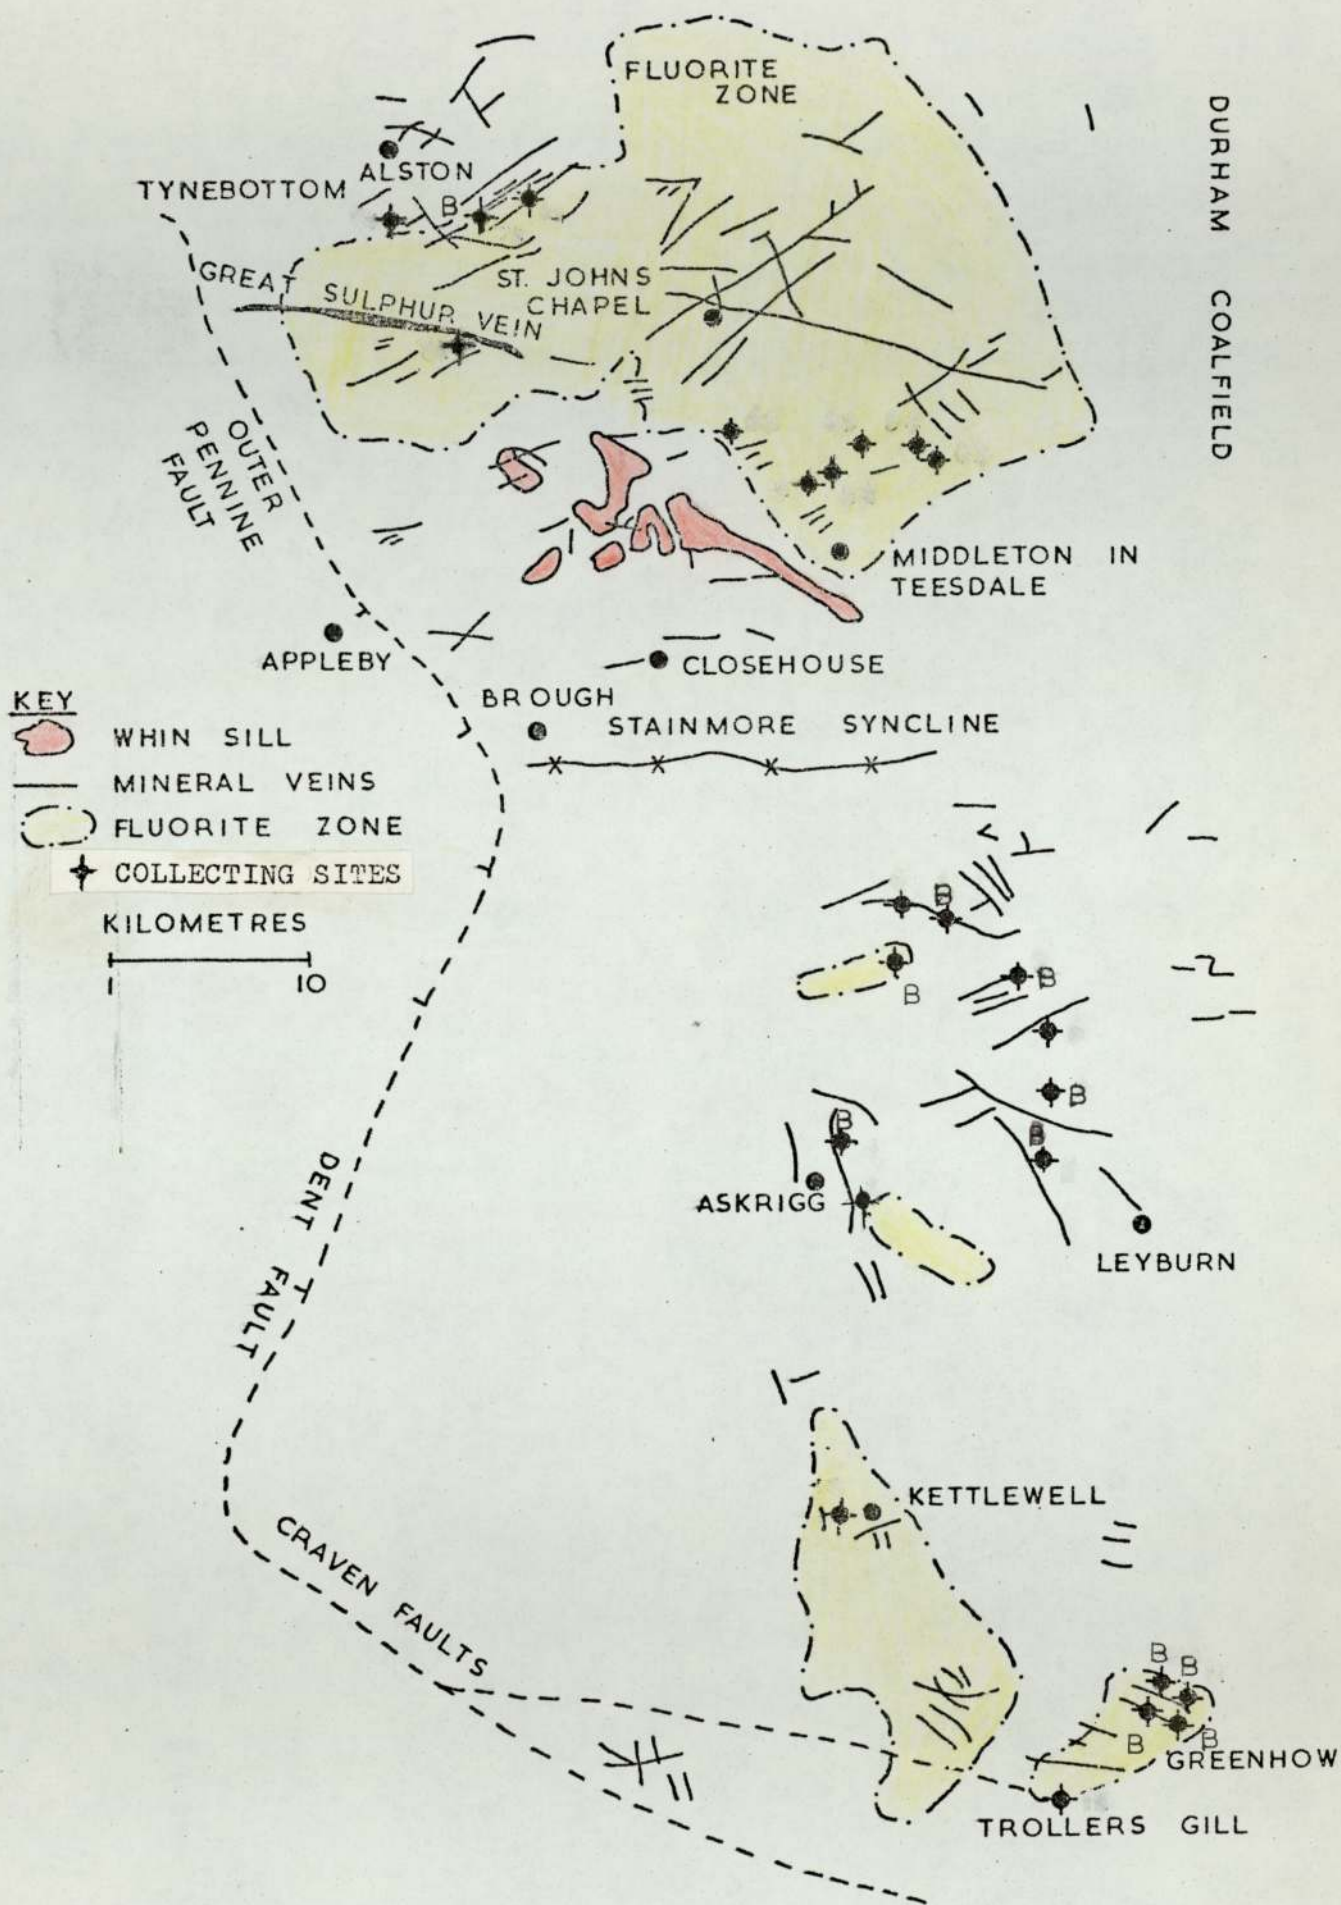 FLUORITE
ZONE
DURHAM COALFIELD
ALSTON
TYNEBOTTOM
B
GREAT SULPHUR VEIN
ST. JOHNS
CHAPEL
OUTER
PENNINE
FAULT
MIDDLETON IN
TEESDALE
APPLEBY
CLOSEHOUSE
BROUGH
STAINMORE SYNCLINE
KEY
WHIN SILL
MINERAL VEINS
FLUORITE ZONE
COLLECTING SITES
KILOMETRES
1 10
B
B
B
B
B
B
ASKRIGG
LEYBURN
DENT FAULT
KETTLEWELL
CRAVEN FAULTS
B
B
B
B
GREENHOW
TROLLERS GILL